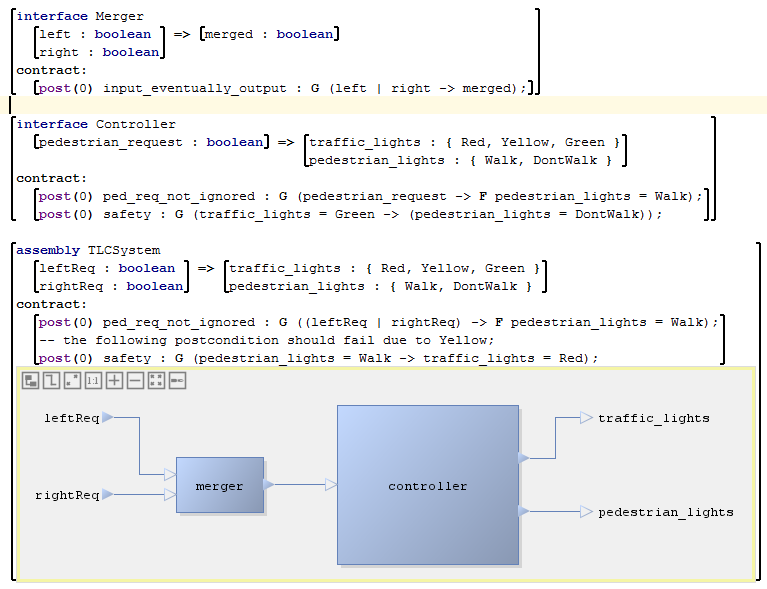 interface Merger
left : boolean => merged : boolean
right : boolean
contract:
post(0) input_eventually_output : G (left | right -> merged);
interface Controller
pedestrian_request : boolean => traffic_lights : { Red, Yellow, Green }
pedestrian_lights : { Walk, DontWalk }
contract:
post(0) ped_req_not_ignored : G (pedestrian_request -> F pedestrian_lights = Walk);
post(0) safety : G (traffic_lights = Green -> (pedestrian_lights = DontWalk));
assembly TLCSystem
leftReq : boolean => traffic_lights : { Red, Yellow, Green }
rightReq : boolean pedestrian_lights : { Walk, DontWalk }
contract:
post(0) ped_req_not_ignored : G ((leftReq | rightReq) -> F pedestrian_lights = Walk);
-- the following postcondition should fail due to Yellow;
post(0) safety : G (pedestrian_lights = Walk -> traffic_lights = Red);
1:1
leftReq
traffic_lights
merger
controller
rightReq
pedestrian_lights